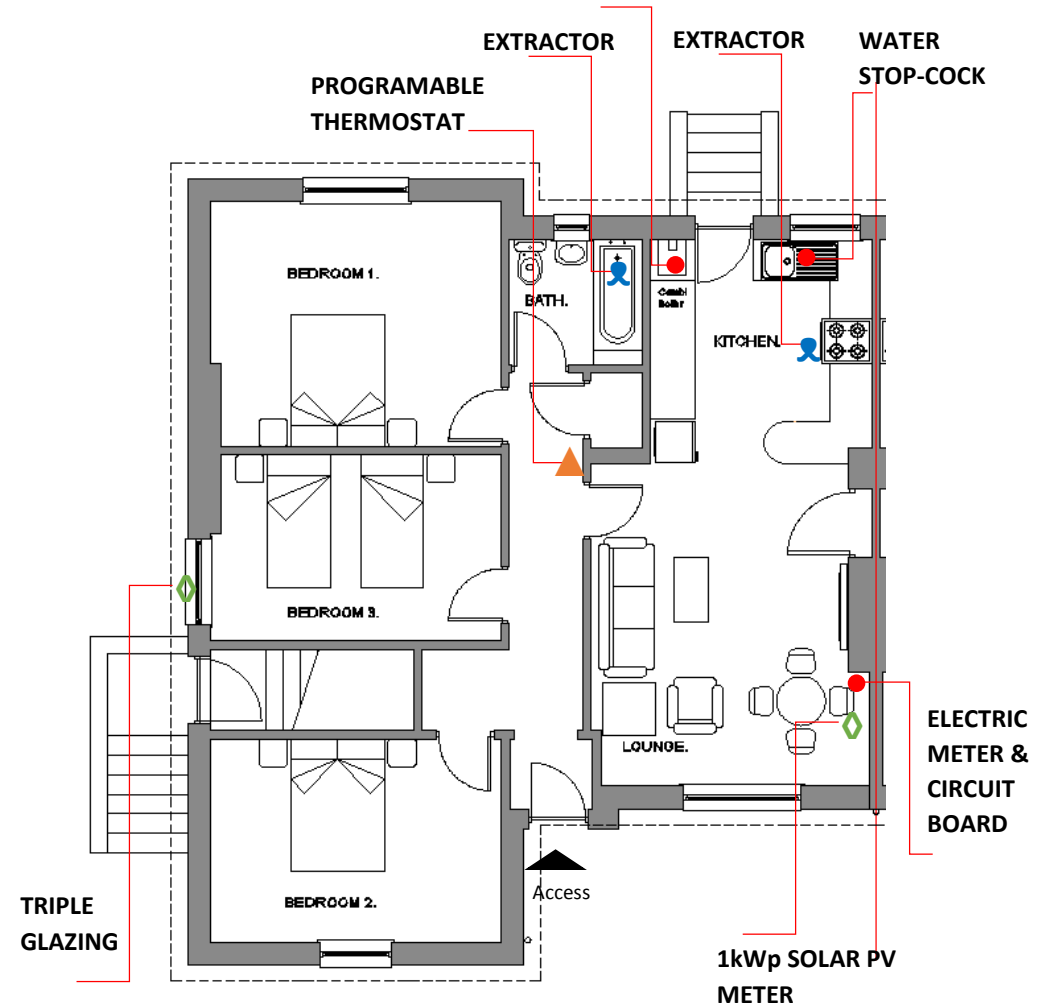 EXTRACTOR
EXTRACTOR
WATER
STOP-COCK
PROGRAMABLE
THERMOSTAT
BEDROOM 1.
BATH.
Combi
Boiler
KITCHEN.
BEDROOM 3.
LOUNGE.
ELECTRIC
METER &
CIRCUIT
BOARD
Access
BEDROOM 2.
TRIPLE
GLAZING
1kWp SOLAR PV
METER